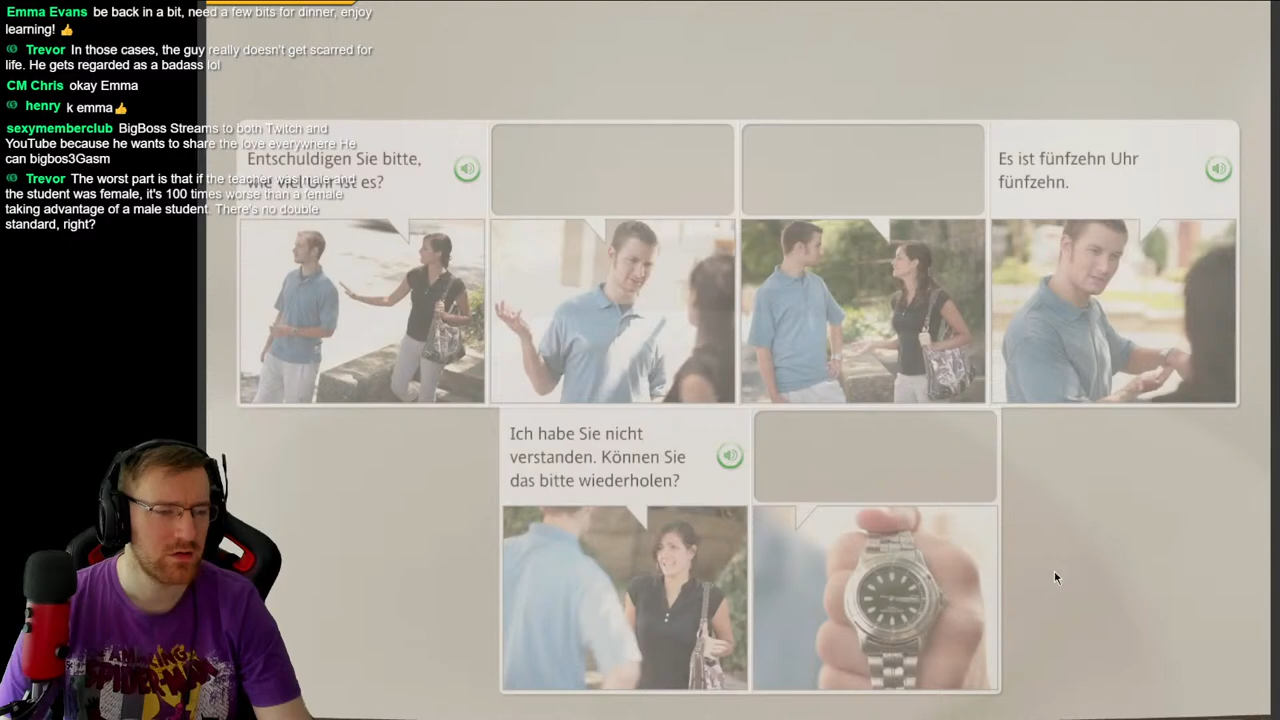 Emma Evans be back in a bit, need a few bits for dinner, enjoy
learning! 👍
Trevor In those cases, the guy really doesn't get scarred for
life. He gets regarded as a badass lol
CM Chris okay Emma
henry k emma👍
sexymemberclub BigBoss Streams to both Twitch and
YouTube because he wants to share the love everywhere He
can bigbos3Gasm
Trevor The worst part is that if the teacher was male and
the student was female, it's 100 times worse than a female
taking advantage of a male student. There's no double
standard, right?
Entschuldigen Sie bitte,
wie viel Uhr ist es?
Es ist fünfzehn Uhr
fünfzehn.
Ich habe Sie nicht
verstanden. Können Sie
das bitte wiederholen?